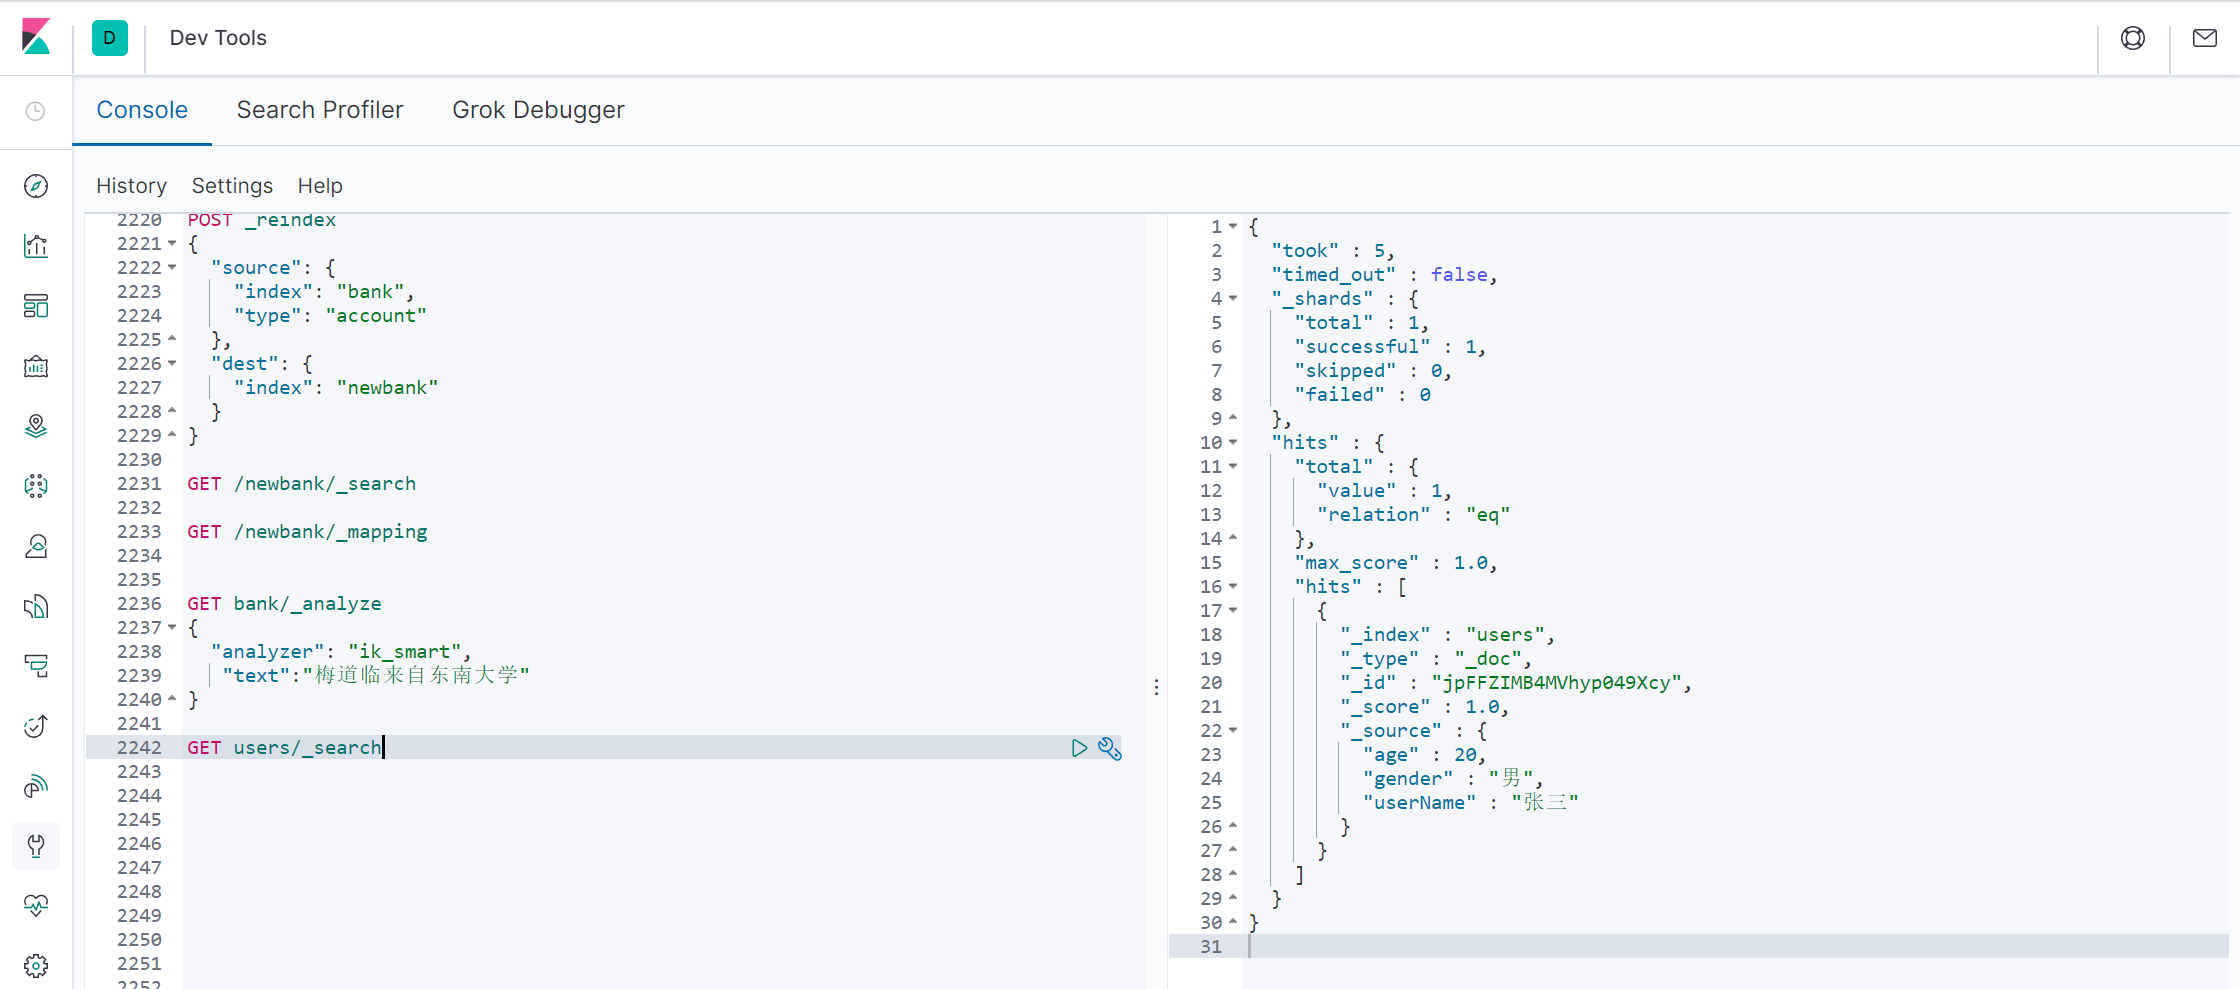 D
Dev Tools
Console
Search Profiler
Grok Debugger
History
Settings
Help
2220 POST _reindex
2221 {
2222 "source": {
2223 "index": "bank",
2224 "type": "account"
2225 },
2226 "dest": {
2227 "index": "newbank"
2228 }
2229 }
2230
2231 GET /newbank/_search
2232
2233 GET /newbank/_mapping
2234
2235
2236 GET bank/_analyze
2237 {
2238 "analyzer": "ik_smart",
2239 "text":"梅道临来自东南大学"
2240 }
2241
2242 GET users/_search
2243
2244
2245
2246
2247
2248
2249
2250
2251
2252
1 {
2 "took" : 5,
3 "timed_out" : false,
4 "_shards" : {
5 "total" : 1,
6 "successful" : 1,
7 "skipped" : 0,
8 "failed" : 0
9 },
10 "hits" : {
11 "total" : {
12 "value" : 1,
13 "relation" : "eq"
14 },
15 "max_score" : 1.0,
16 "hits" : [
17 {
18 "_index" : "users",
19 "_type" : "_doc",
20 "_id" : "jpFFZIMB4MVhyp049Xcy",
21 "_score" : 1.0,
22 "_source" : {
23 "age" : 20,
24 "gender" : "男",
25 "userName" : "张三"
26 }
27 }
28 ]
29 }
30 }
31